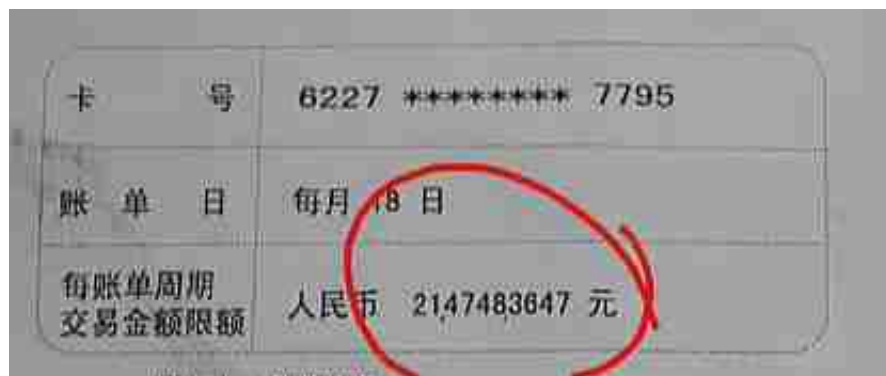 卡 号 6227 ******** 7795
账 单 日 每月 18 日
每账单周期
交易金额限额 人民币 2147483647 元